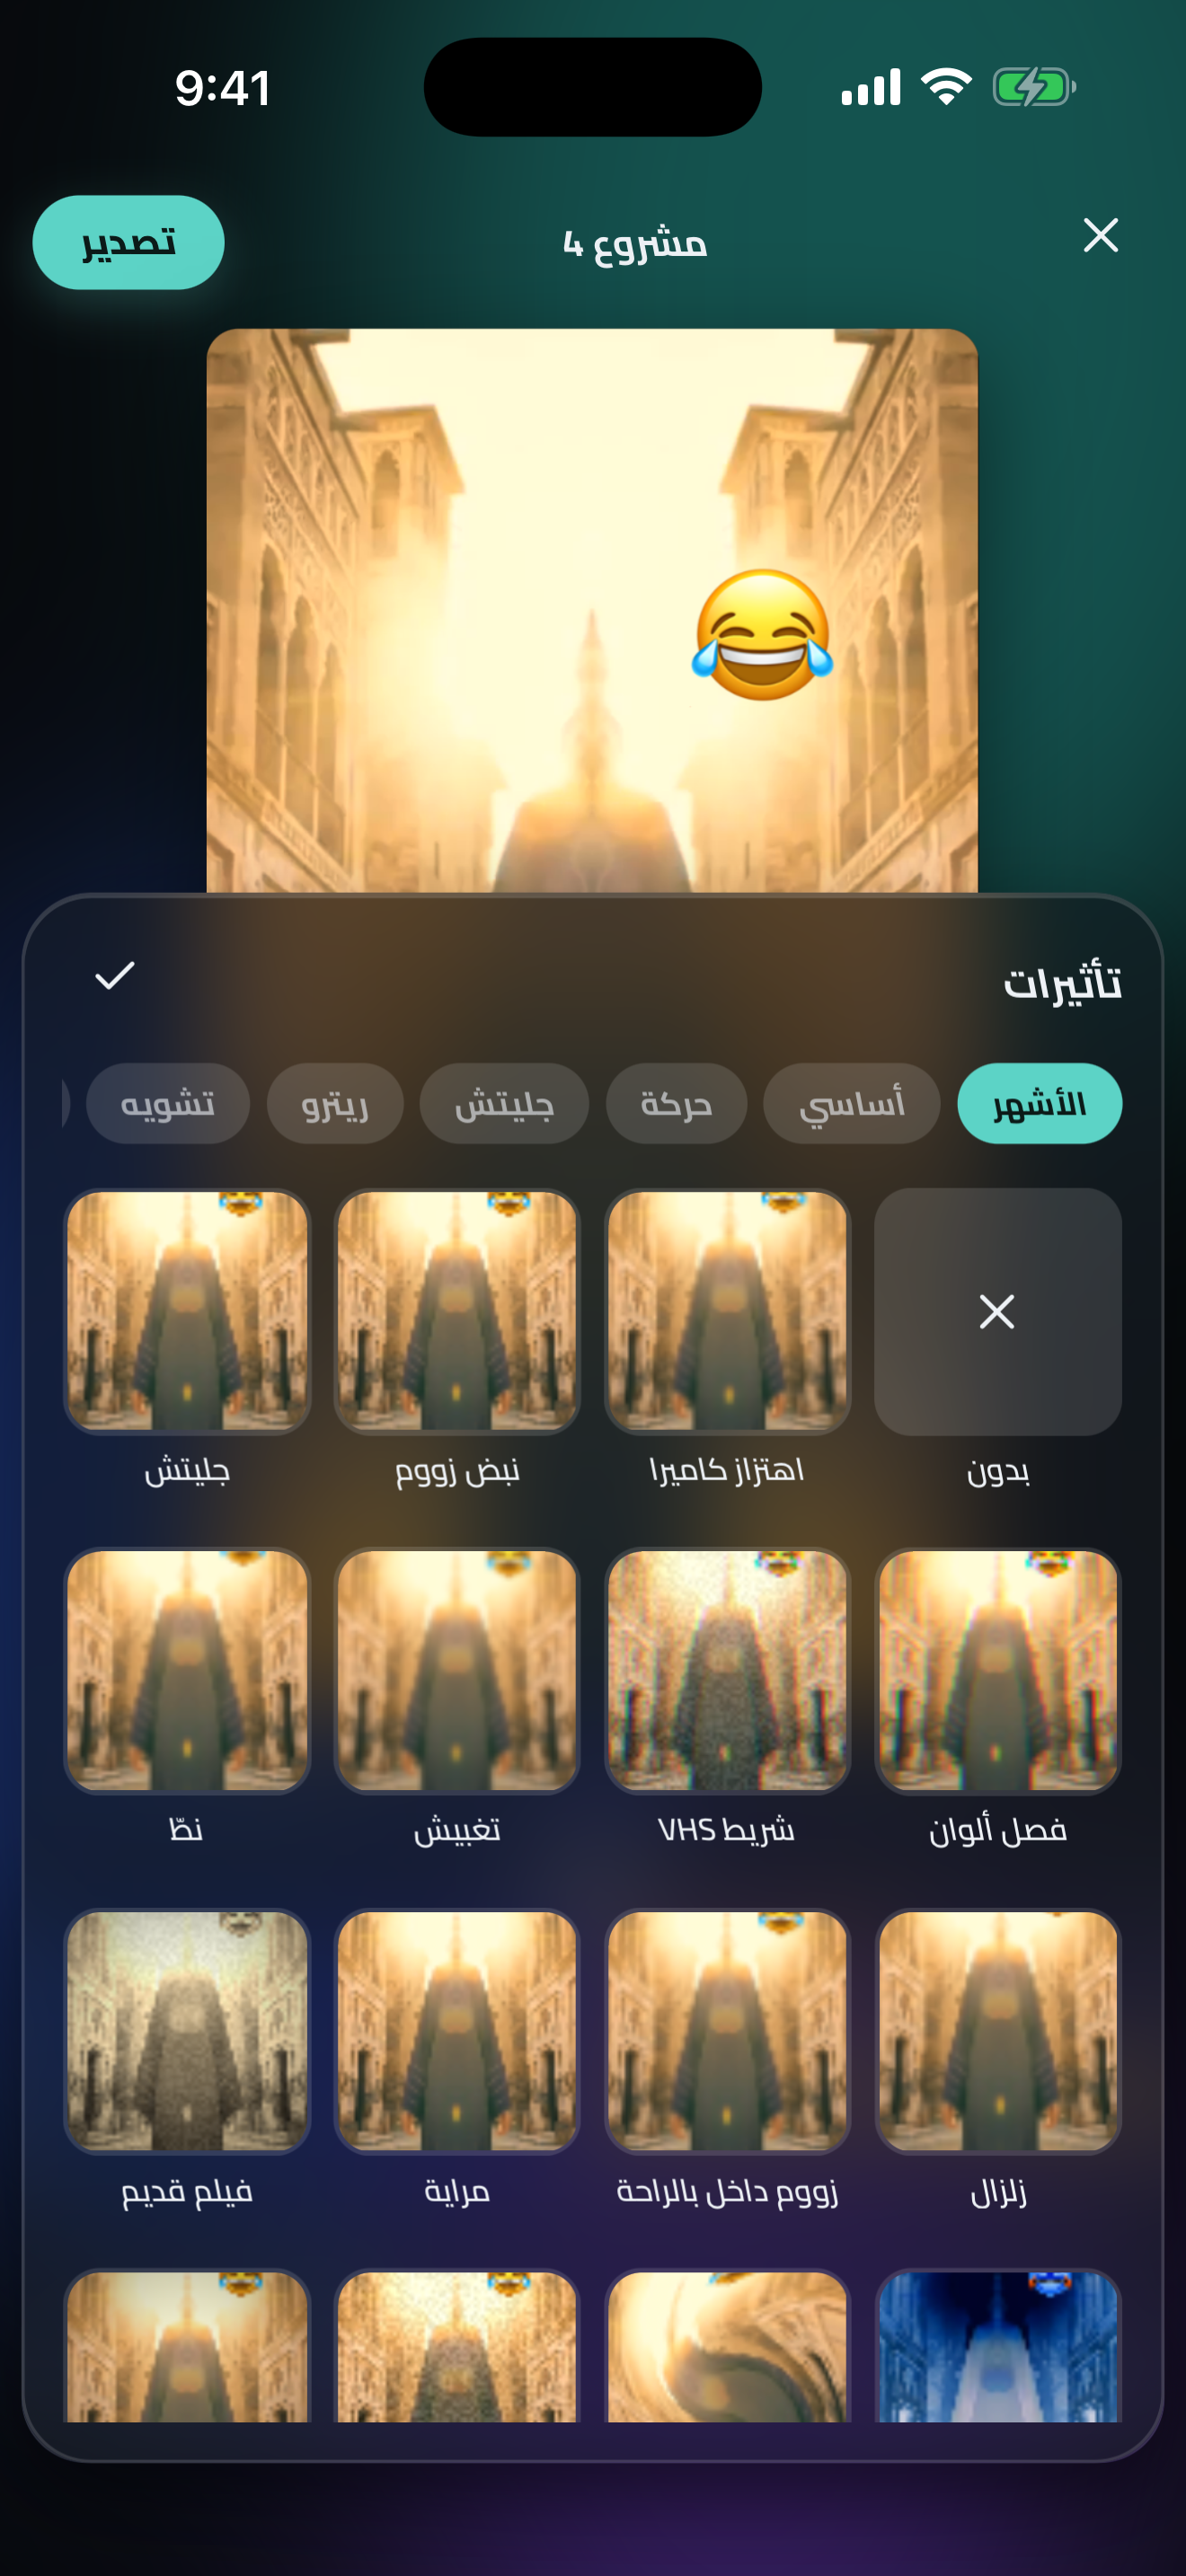 9:41
تصدير
مشروع 4
تأثيرات
الأشهر
أساسي
حركة
جليتش
ريترو
تشويه
بدون
اهتزاز كاميرا
نبض زووم
جليتش
فصل ألوان
شريط VHS
تغبيش
نطّ
زلزال
زووم داخل بالراحة
مراية
فيلم قديم